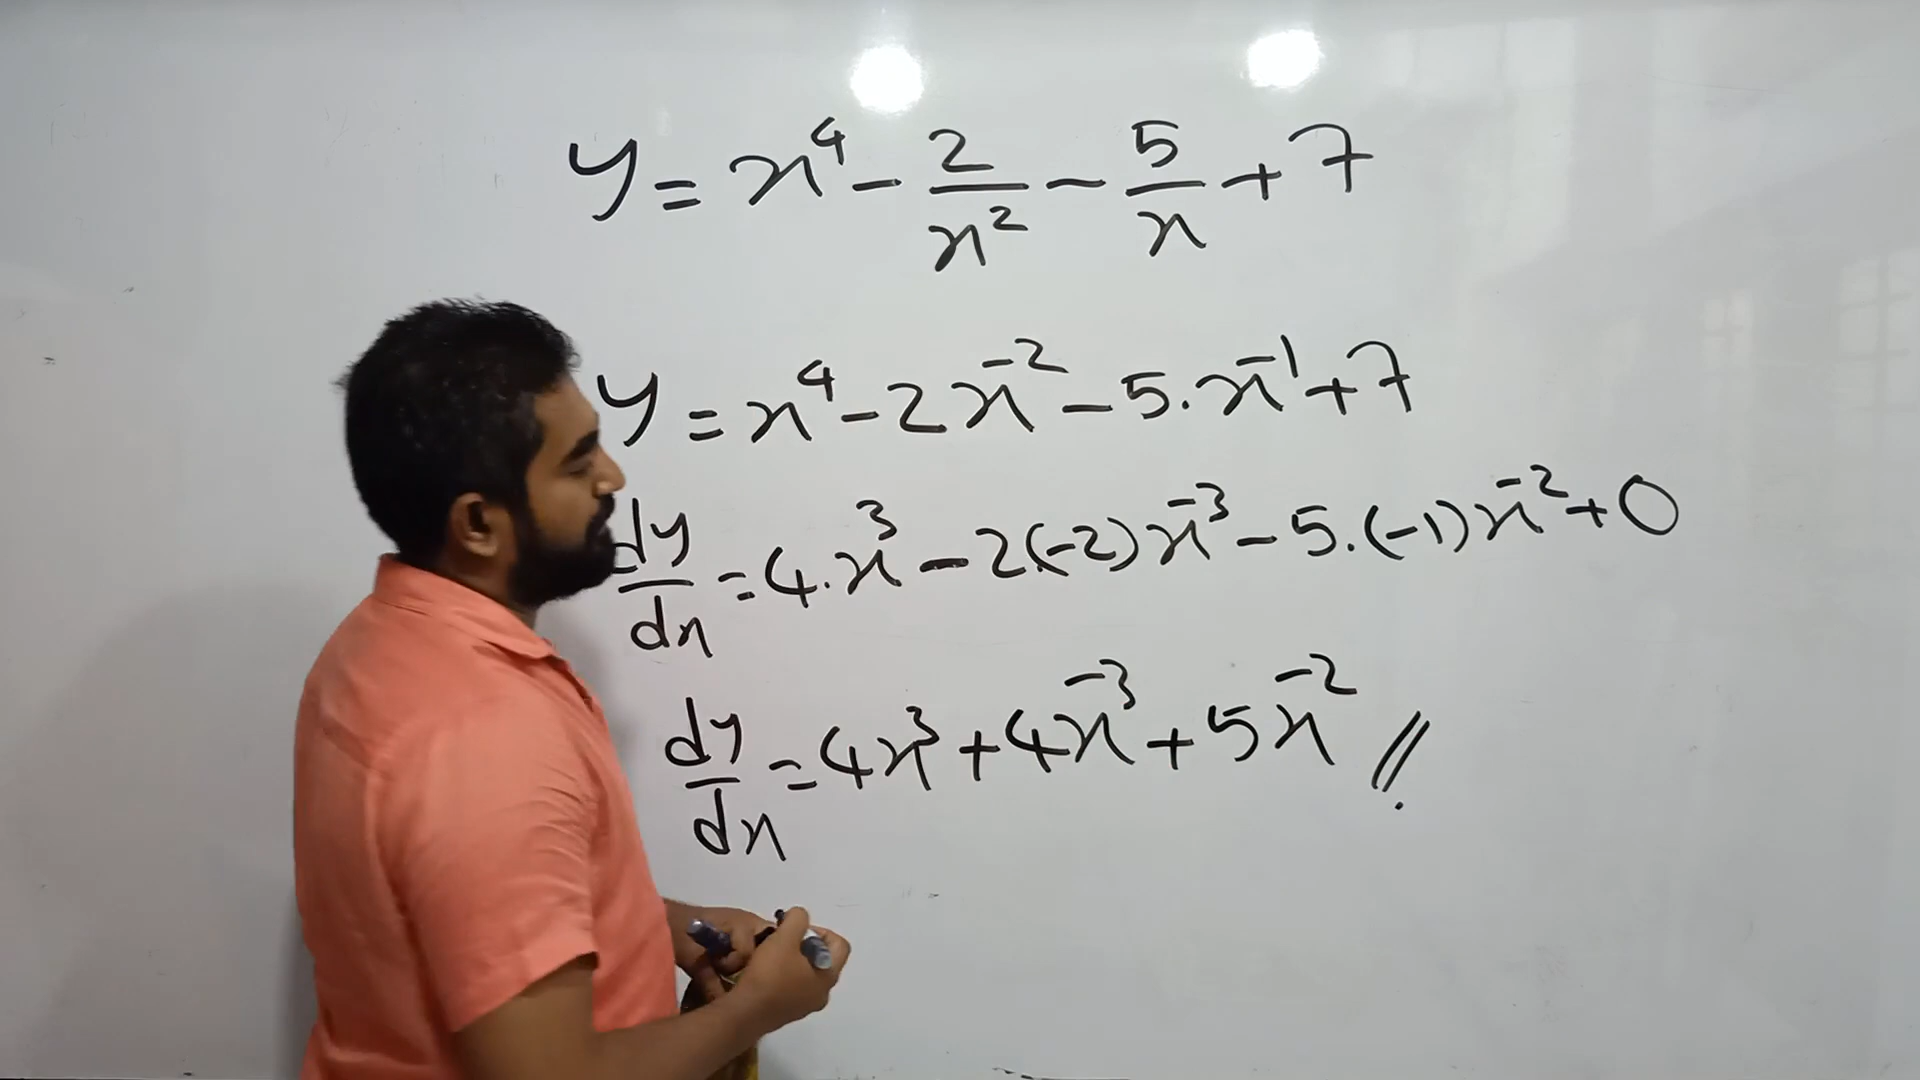 y = x⁴ - 2/x² - 5/x + 7
y = x⁴ - 2x⁻² - 5.x⁻¹ + 7
dy/dx = 4.x³ - 2(-2)x⁻³ - 5.(-1)x⁻² + 0
dy/dx = 4x³ + 4x⁻³ + 5x⁻² //